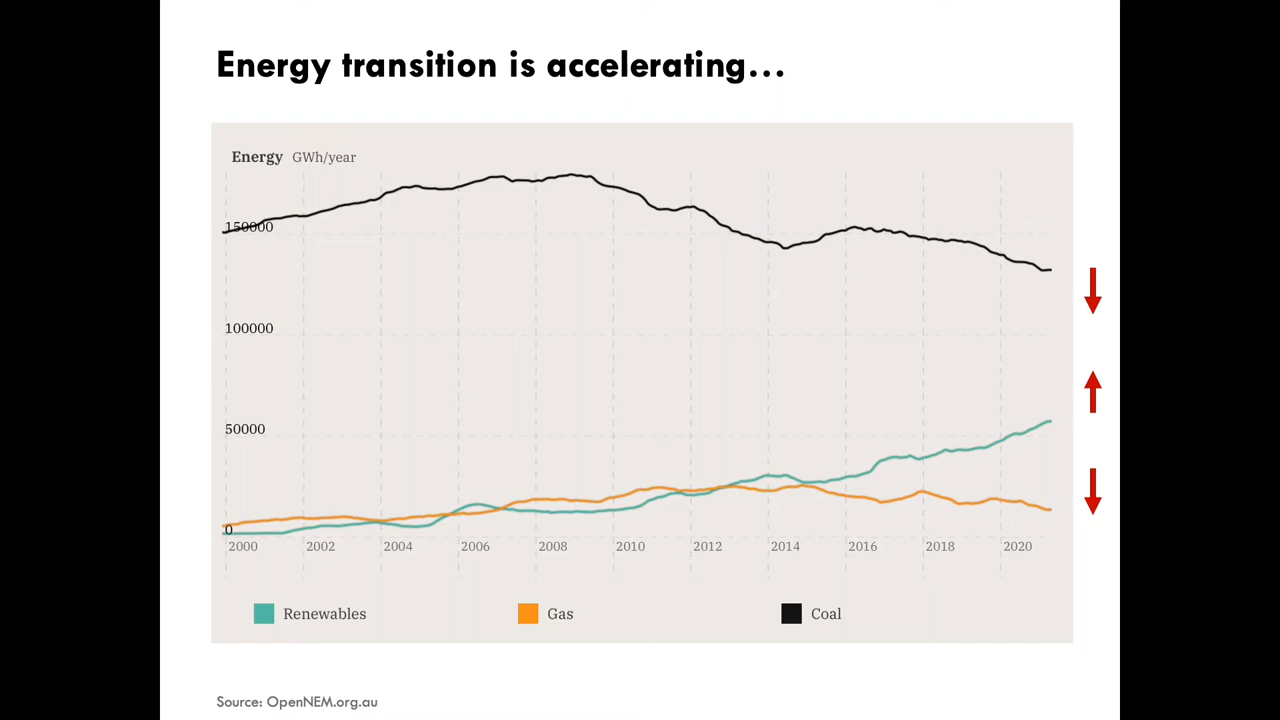 Energy transition is accelerating...
Energy GWh/year
150000
100000
50000
0
2000 2002 2004 2006 2008 2010 2012 2014 2016 2018 2020
Renewables Gas Coal
Source: OpenNEM.org.au